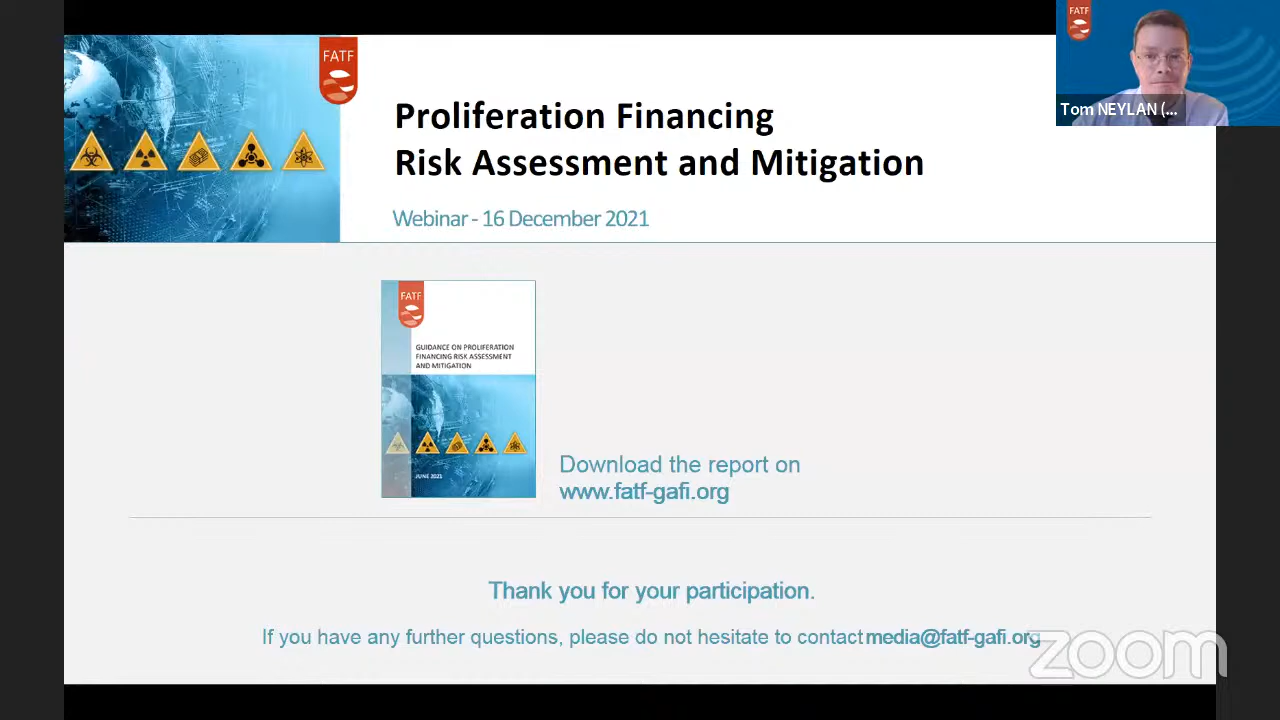 FATF
FATF
Tom NEYLAN (...
Proliferation Financing
Risk Assessment and Mitigation
Webinar - 16 December 2021
FATF
GUIDANCE ON PROLIFERATION
FINANCING RISK ASSESSMENT
AND MITIGATION
JUNE 2021
Download the report on
www.fatf-gafi.org
Thank you for your participation.
If you have any further questions, please do not hesitate to contact media@fatf-gafi.org
zoom